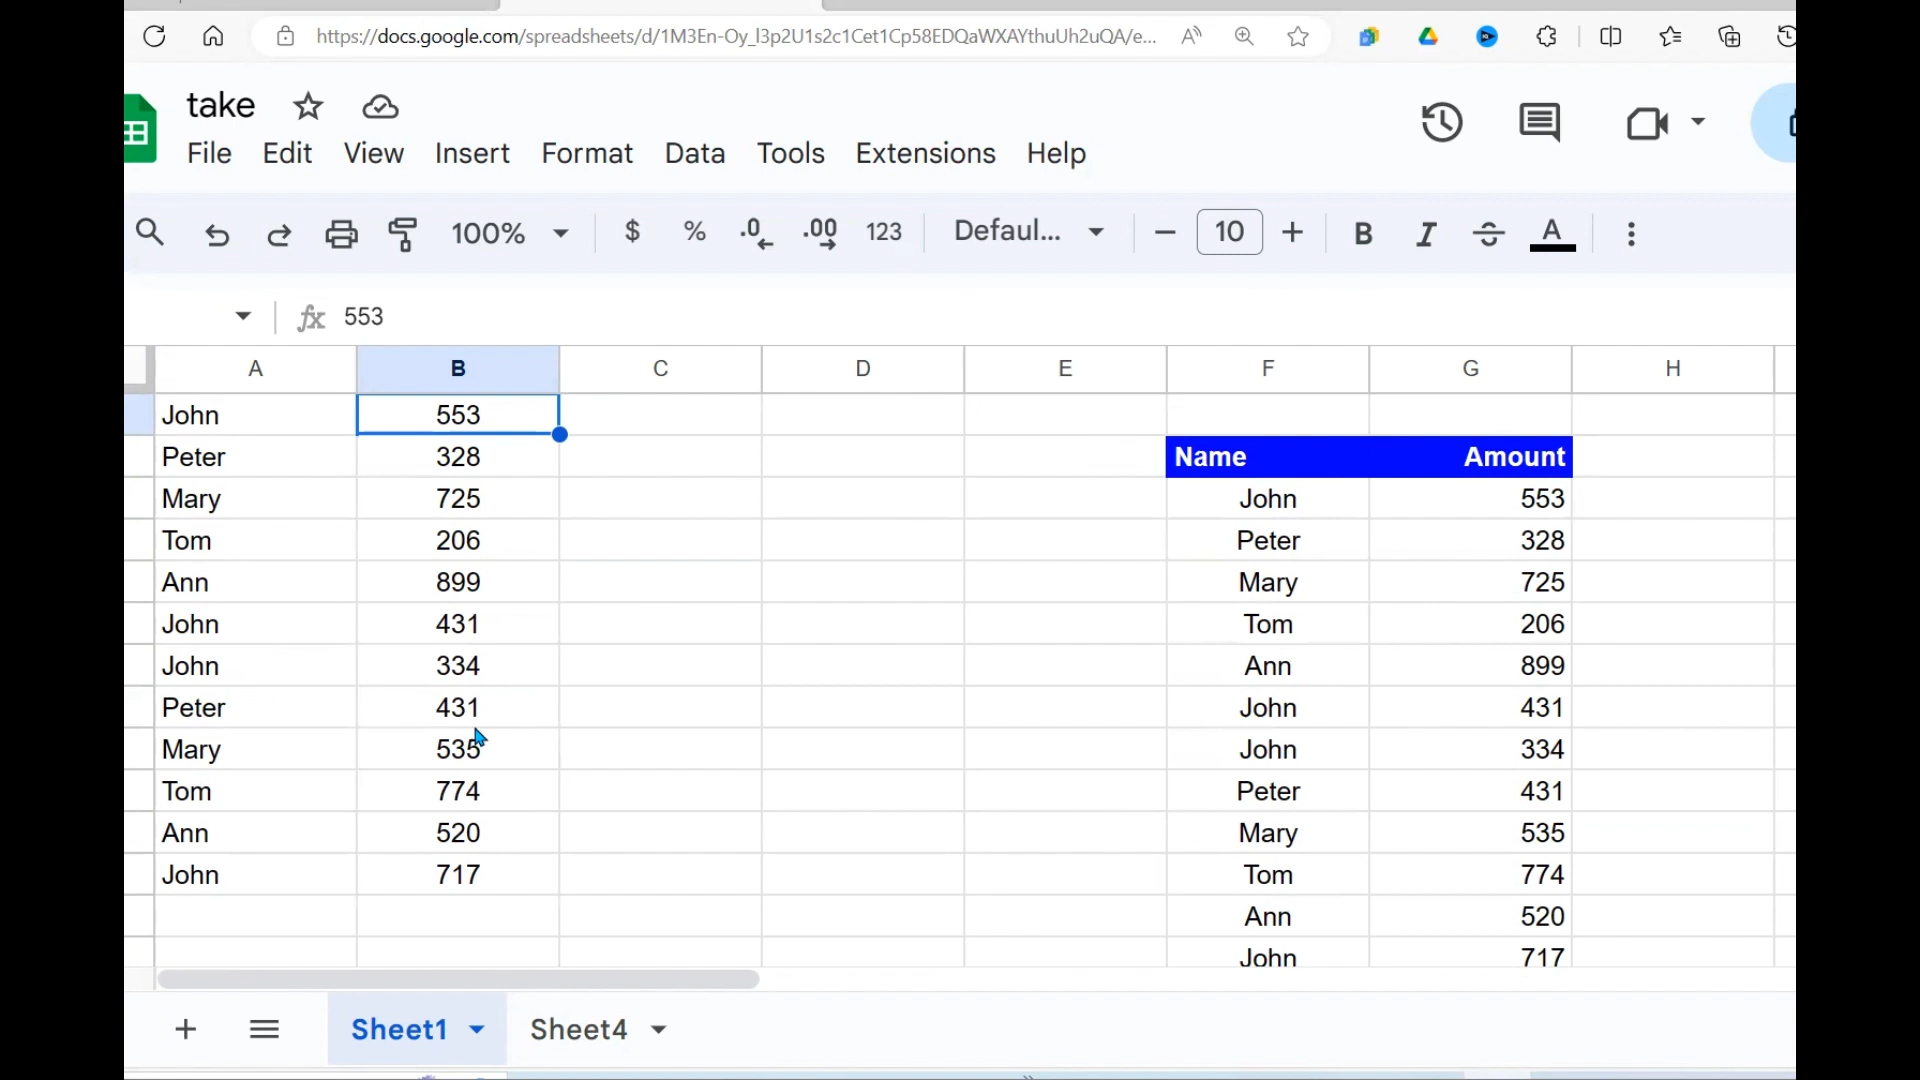 https://docs.google.com/spreadsheets/d/1M3En-Oy_l3p2U1s2c1Cet1Cp58EDQaWXAYthuUh2uQA/e...
take
File Edit View Insert Format Data Tools Extensions Help
100% $ % .0 .00 123 Defaul... 10 B I S A
fx 553
A B C D E F G H
John 553
Peter 328 Name Amount
Mary 725 John 553
Tom 206 Peter 328
Ann 899 Mary 725
John 431 Tom 206
John 334 Ann 899
Peter 431 John 431
Mary 535 John 334
Tom 774 Peter 431
Ann 520 Mary 535
John 717 Tom 774
Ann 520
John 717
Sheet1 Sheet4